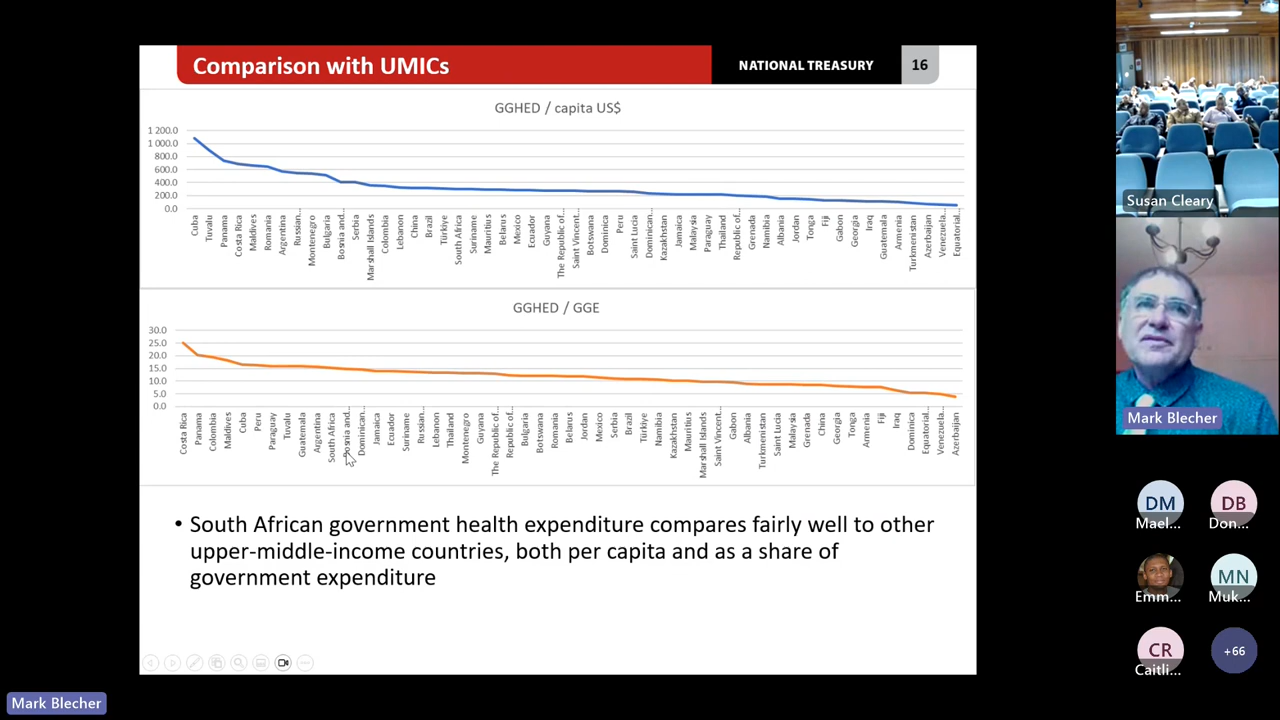 Comparison with UMICs
NATIONAL TREASURY
16
GGHED / capita US$
1 200.0
1 000.0
800.0
600.0
400.0
200.0
0.0
Cuba
Tuvalu
Panama
Costa Rica
Maldives
Romania
Argentina
Russian...
Montenegro
Bulgaria
Bosnia and...
Serbia
Marshall Islands
Colombia
Lebanon
China
Brazil
Türkiye
South Africa
Suriname
Mauritius
Belarus
Mexico
Ecuador
Guyana
The Republic of...
Saint Vincent...
Botswana
Dominica
Peru
Saint Lucia
Dominican...
Kazakhstan
Jamaica
Malaysia
Paraguay
Thailand
Republic of...
Grenada
Namibia
Albania
Jordan
Tonga
Fiji
Gabon
Georgia
Iraq
Guatemala
Armenia
Turkmenistan
Azerbaijan
Venezuela...
Equatorial...
GGHED / GGE
30.0
25.0
20.0
15.0
10.0
5.0
0.0
Costa Rica
Panama
Colombia
Maldives
Cuba
Peru
Paraguay
Tuvalu
Guatemala
Argentina
South Africa
Bosnia and...
Dominican...
Jamaica
Ecuador
Suriname
Russian...
Lebanon
Thailand
Montenegro
Guyana
The Republic of...
Republic of...
Bulgaria
Botswana
Romania
Belarus
Jordan
Mexico
Serbia
Brazil
Türkiye
Namibia
Kazakhstan
Mauritius
Marshall Islands
Saint Vincent...
Gabon
Albania
Turkmenistan
Saint Lucia
Malaysia
Grenada
China
Georgia
Tonga
Armenia
Fiji
Iraq
Dominica
Equatorial...
Venezuela...
Azerbaijan
• South African government health expenditure compares fairly well to other
upper-middle-income countries, both per capita and as a share of
government expenditure
Mark Blecher
Susan Cleary
Mark Blecher
DM
Mael...
DB
Don...
Emm...
MN
Muk...
CR
Caitli...
+66